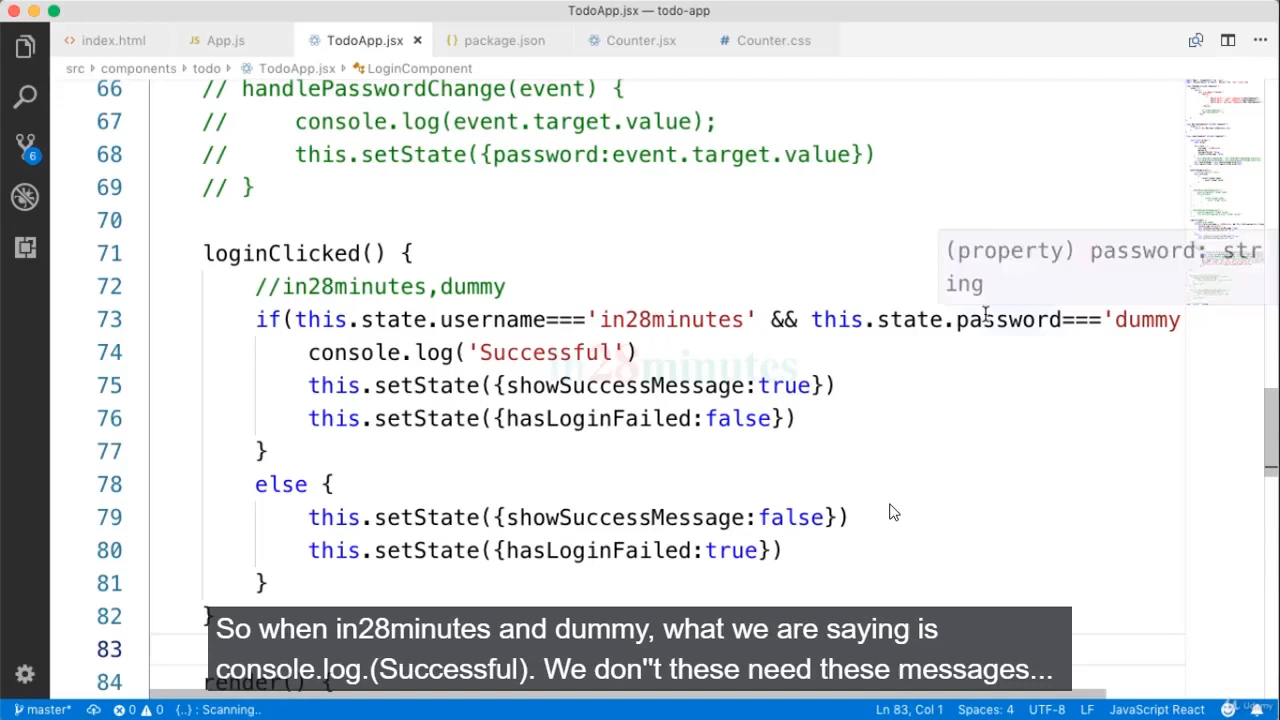 TodoApp.jsx — todo-app
index.html
JS App.js
TodoApp.jsx ×
{} package.json
Counter.jsx
# Counter.css
src components todo TodoApp.jsx LoginComponent
66 // handlePasswordChange(event) {
67 //     console.log(event.target.value);
68 //     this.setState({password:event.target.value})
69 // }
70
71 loginClicked() {
(property) password: str
ing
72 //in28minutes,dummy
73 if(this.state.username==='in28minutes' && this.state.password==='dummy
74 console.log('Successful')
in28minutes
75 this.setState({showSuccessMessage:true})
76 this.setState({hasLoginFailed:false})
77 }
78 else {
79 this.setState({showSuccessMessage:false})
80 this.setState({hasLoginFailed:true})
81 }
82 }
So when in28minutes and dummy, what we are saying is
83
console.log.(Successful). We don"t these need these messages...
84 render() {
6
master* 0 0 {..} : Scanning.. Ln 83, Col 1 Spaces: 4 UTF-8 LF JavaScript React
Udemy